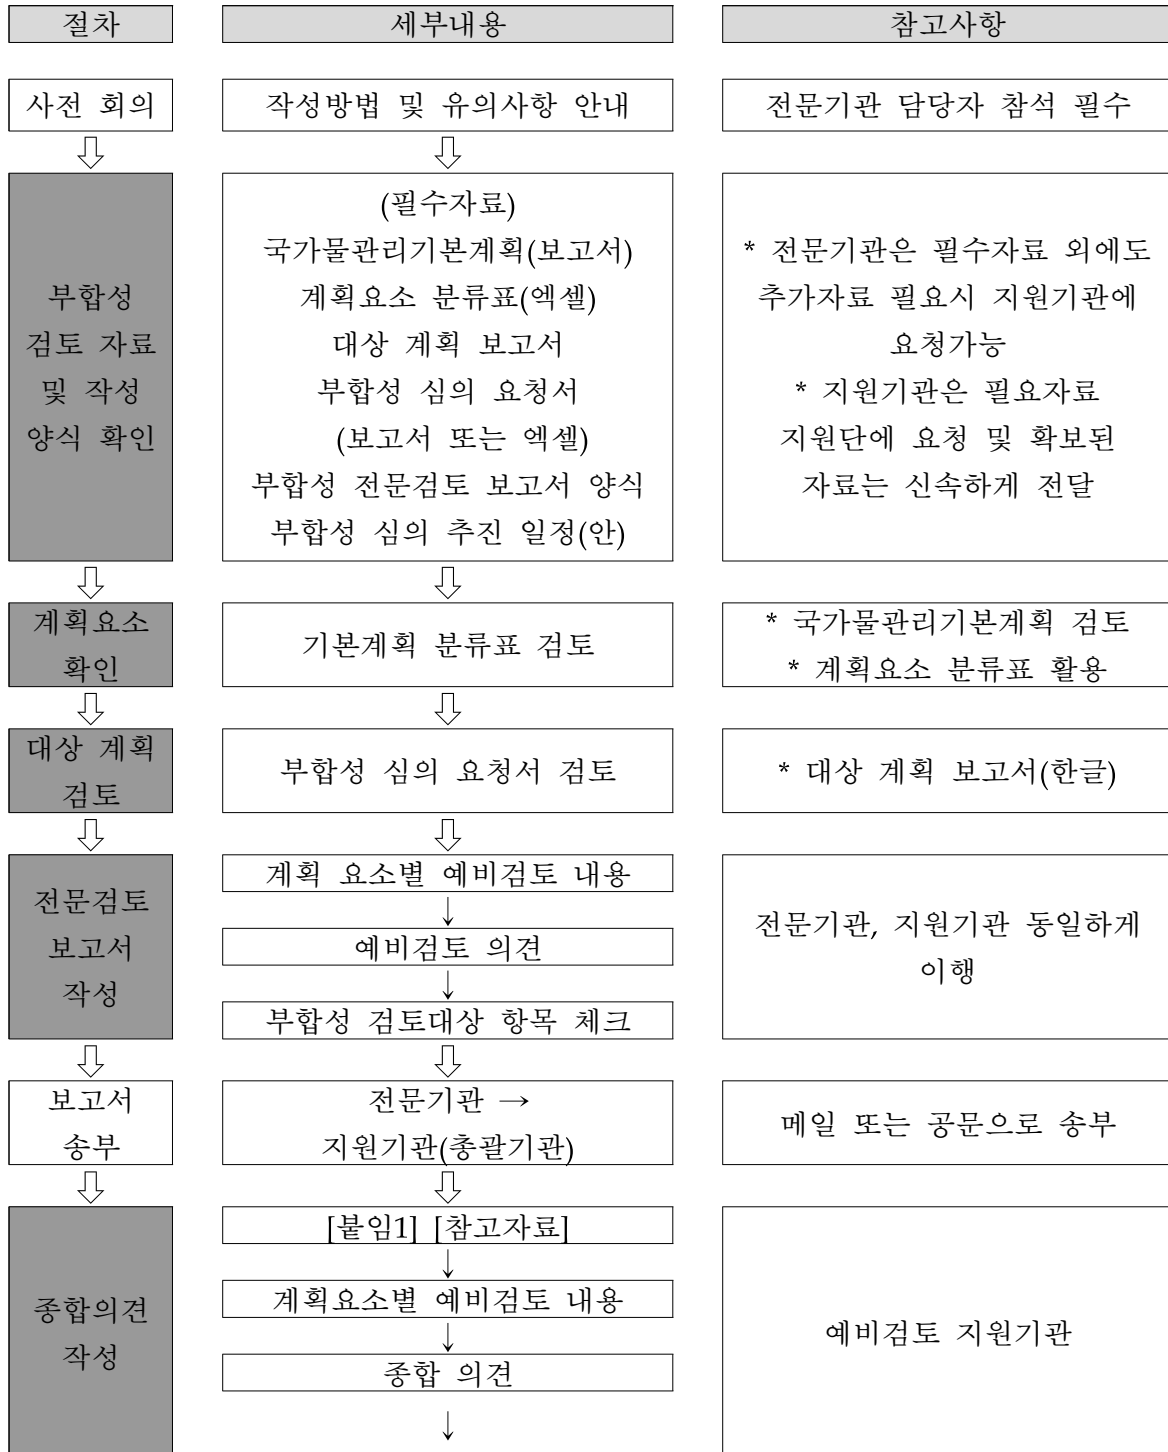 절차
세부내용
참고사항
사전 회의
작성방법 및 유의사항 안내
전문기관 담당자 참석 필수
부합성
검토 자료
및 작성
양식 확인
(필수자료)
국가물관리기본계획(보고서)
계획요소 분류표(엑셀)
대상 계획 보고서
부합성 심의 요청서
(보고서 또는 엑셀)
부합성 전문검토 보고서 양식
부합성 심의 추진 일정(안)
* 전문기관은 필수자료 외에도
추가자료 필요시 지원기관에
요청가능
* 지원기관은 필요자료
지원단에 요청 및 확보된
자료는 신속하게 전달
계획요소
확인
기본계획 분류표 검토
* 국가물관리기본계획 검토
* 계획요소 분류표 활용
대상 계획
검토
부합성 심의 요청서 검토
* 대상 계획 보고서(한글)
전문검토
보고서
작성
계획 요소별 예비검토 내용
↓
예비검토 의견
↓
부합성 검토대상 항목 체크
전문기관, 지원기관 동일하게
이행
보고서
송부
전문기관 →
지원기관(총괄기관)
메일 또는 공문으로 송부
종합의견
작성
[붙임1] [참고자료]
↓
계획요소별 예비검토 내용
↓
종합 의견
↓
예비검토 지원기관